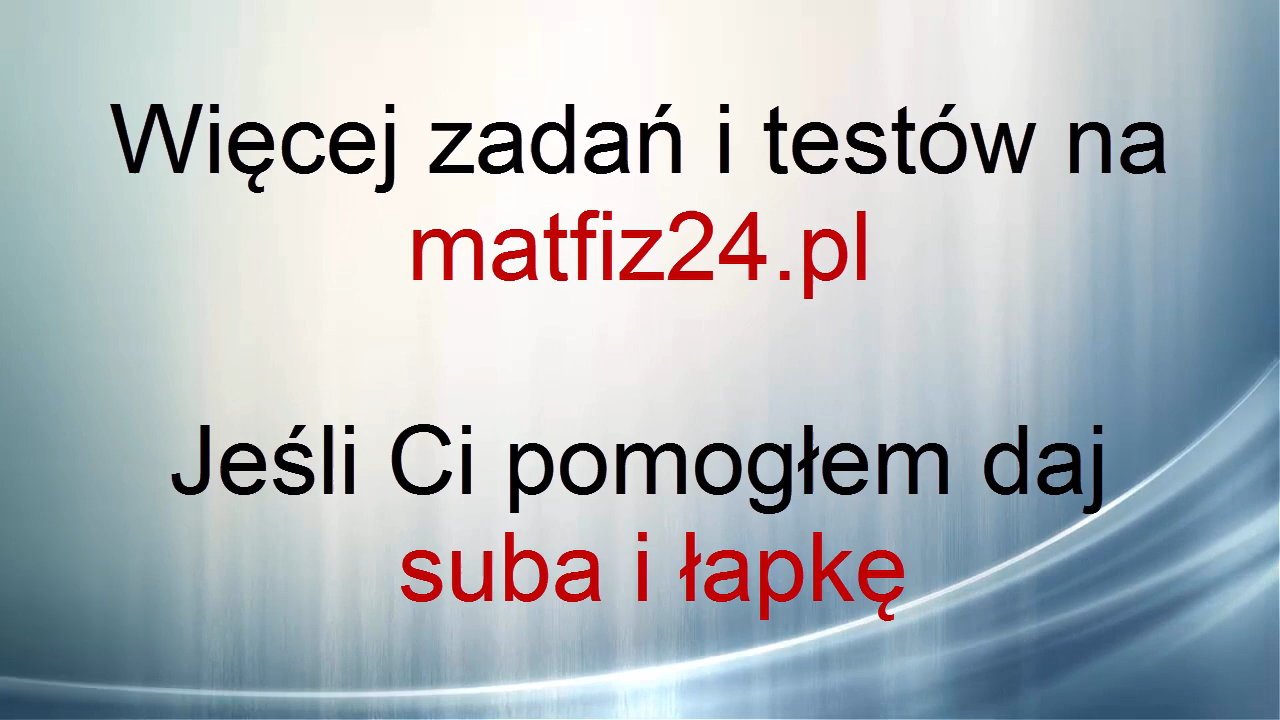 Więcej zadań i testów na
matfiz24.pl
Jeśli Ci pomogłem daj
suba i łapkę